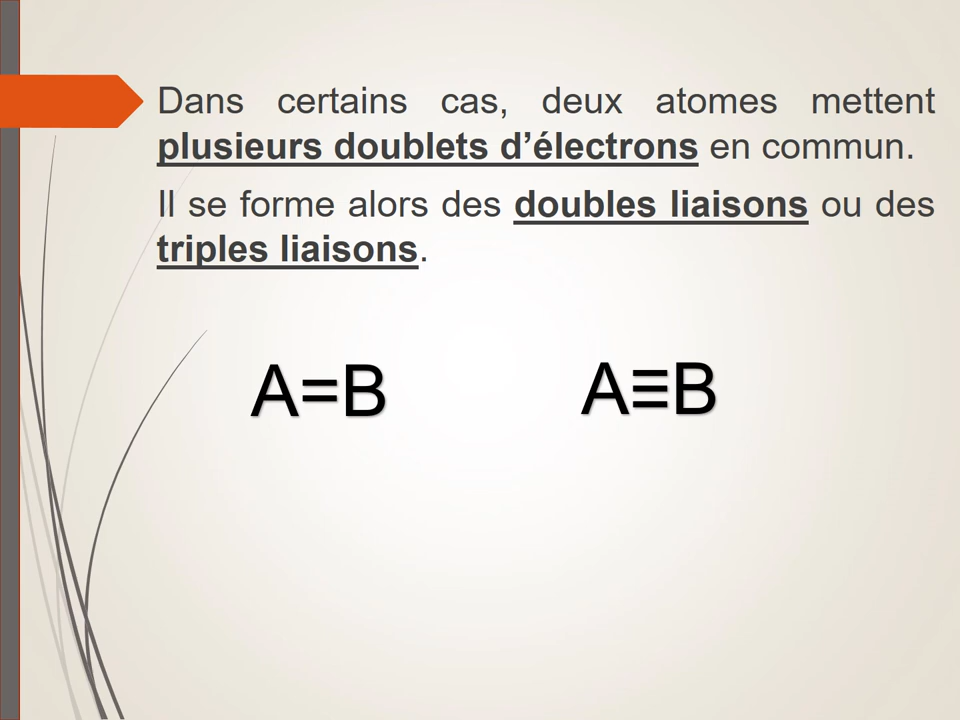 Dans certains cas, deux atomes mettent
plusieurs doublets d’électrons en commun.
Il se forme alors des doubles liaisons ou des
triples liaisons.
A=B A≡B